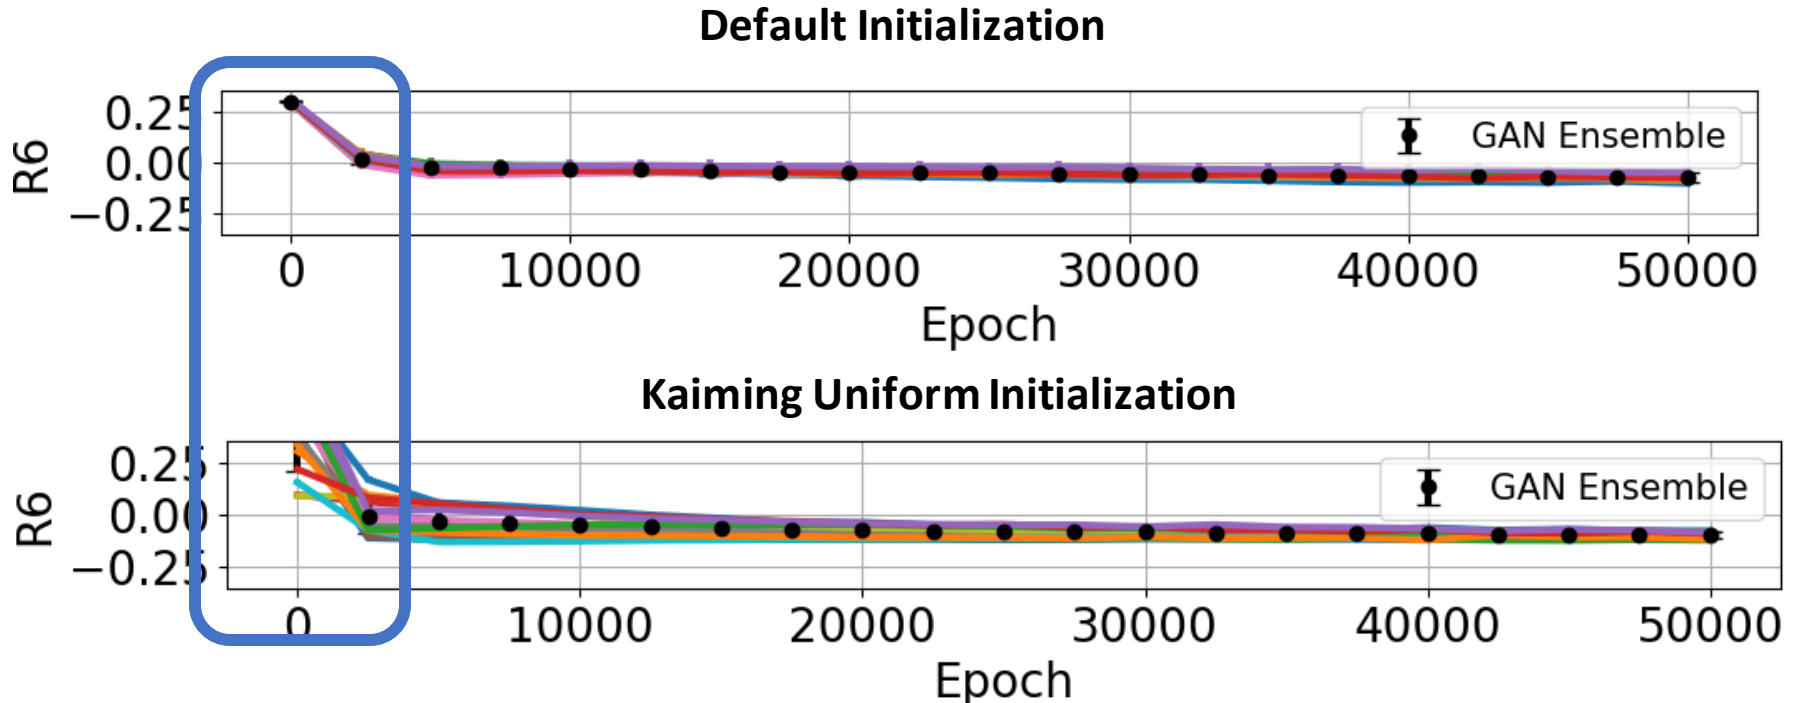 Default Initialization
0.25
0.00
−0.25
R6
GAN Ensemble
0 10000 20000 30000 40000 50000
Epoch
Kaiming Uniform Initialization
0.25
0.00
−0.25
R6
GAN Ensemble
0 10000 20000 30000 40000 50000
Epoch